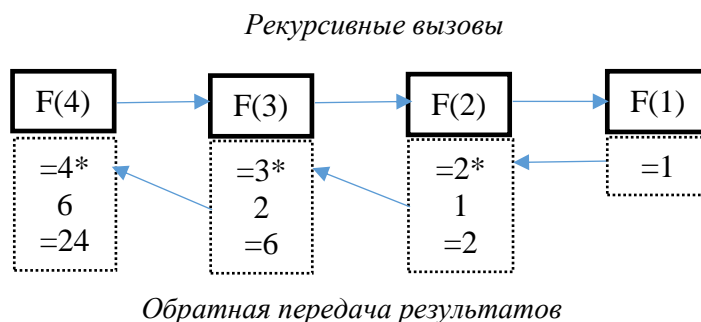 Рекурсивные вызовы
F(4) F(3) F(2) F(1)
=4* =3* =2* =1
6 2 1
=24 =6 =2
Обратная передача результатов